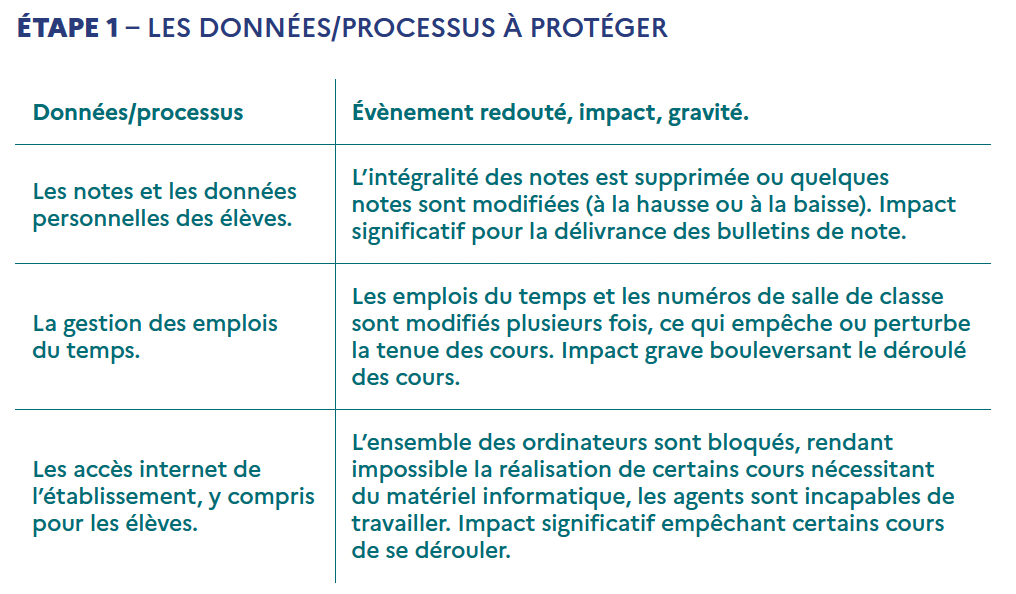 ÉTAPE 1 – LES DONNÉES/PROCESSUS À PROTÉGER
Données/processus
Évènement redouté, impact, gravité.
Les notes et les données
personnelles des élèves.
L’intégralité des notes est supprimée ou quelques
notes sont modifiées (à la hausse ou à la baisse). Impact
significatif pour la délivrance des bulletins de note.
La gestion des emplois
du temps.
Les emplois du temps et les numéros de salle de classe
sont modifiés plusieurs fois, ce qui empêche ou perturbe
la tenue des cours. Impact grave bouleversant le déroulé
des cours.
Les accès internet de
l’établissement, y compris
pour les élèves.
L’ensemble des ordinateurs sont bloqués, rendant
impossible la réalisation de certains cours nécessitant
du matériel informatique, les agents sont incapables de
travailler. Impact significatif empêchant certains cours
de se dérouler.